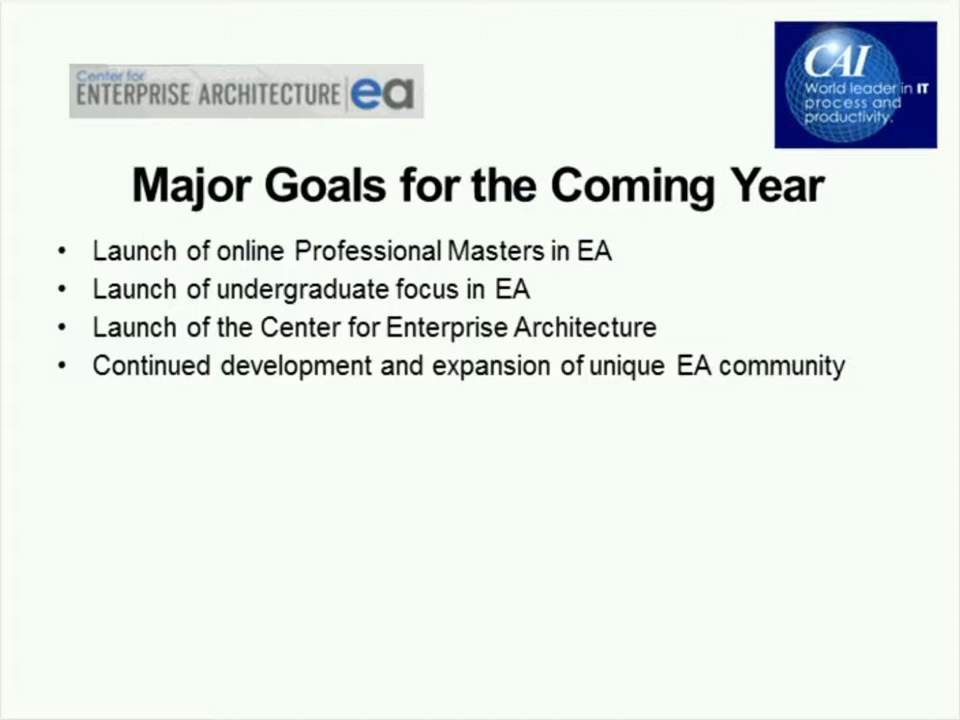 Center for
ENTERPRISE ARCHITECTURE ea
CAI
World leader in IT
process and
productivity.
Major Goals for the Coming Year
• Launch of online Professional Masters in EA
• Launch of undergraduate focus in EA
• Launch of the Center for Enterprise Architecture
• Continued development and expansion of unique EA community